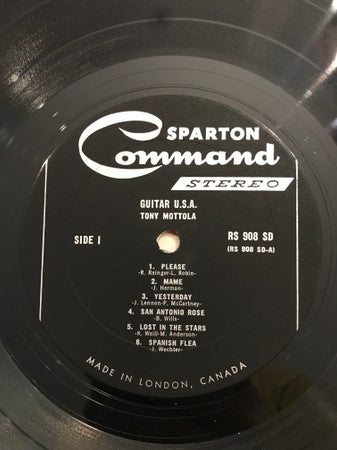 SPARTON
Command
STEREO
GUITAR U.S.A.
TONY MOTTOLA
SIDE I
RS 908 SD
(RS 908 SD-A)
1. PLEASE
-R. Rainger-L. Robin-
2. MAME
-J. Herman-
3. YESTERDAY
-J. Lennon-P. McCartney-
4. SAN ANTONIO ROSE
-B. Wills-
5. LOST IN THE STARS
-K. Weill-M. Anderson-
6. SPANISH FLEA
-J. Wechter-
MADE IN LONDON, CANADA